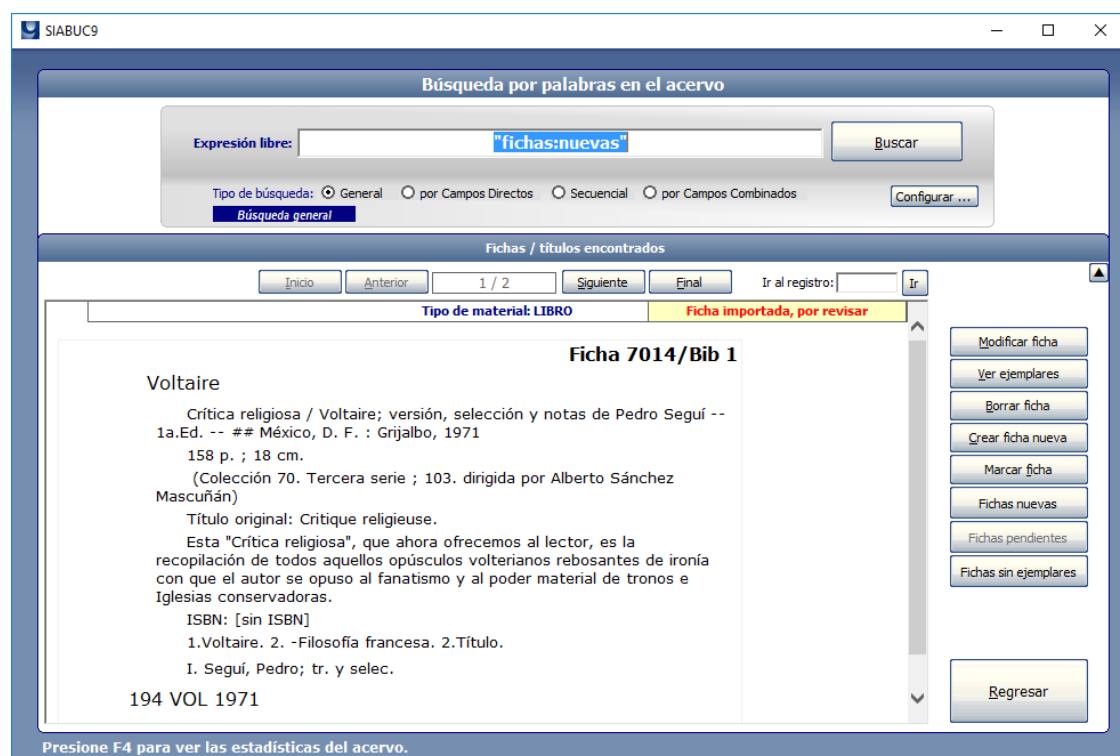 SIABUC9
Búsqueda por palabras en el acervo
Expresión libre: "fichas:nuevas" Buscar
Tipo de búsqueda: General por Campos Directos Secuencial por Campos Combinados Configurar ...
Búsqueda general
Fichas / títulos encontrados
Inicio Anterior 1 / 2 Siguiente Final Ir al registro: Ir
Tipo de material: LIBRO Ficha importada, por revisar
Ficha 7014/Bib 1
Voltaire
Crítica religiosa / Voltaire; versión, selección y notas de Pedro Seguí --
1a.Ed. -- ## México, D. F. : Grijalbo, 1971
158 p. ; 18 cm.
(Colección 70. Tercera serie ; 103. dirigida por Alberto Sánchez
Mascuñán)
Título original: Critique religieuse.
Esta "Crítica religiosa", que ahora ofrecemos al lector, es la
recopilación de todos aquellos opúsculos volterianos rebosantes de ironía
con que el autor se opuso al fanatismo y al poder material de tronos e
Iglesias conservadoras.
ISBN: [sin ISBN]
1.Voltaire. 2. -Filosofía francesa. 2.Título.
I. Seguí, Pedro; tr. y selec.
194 VOL 1971
Modificar ficha
Ver ejemplares
Borrar ficha
Crear ficha nueva
Marcar ficha
Fichas nuevas
Fichas pendientes
Fichas sin ejemplares
Regresar
Presione F4 para ver las estadísticas del acervo.